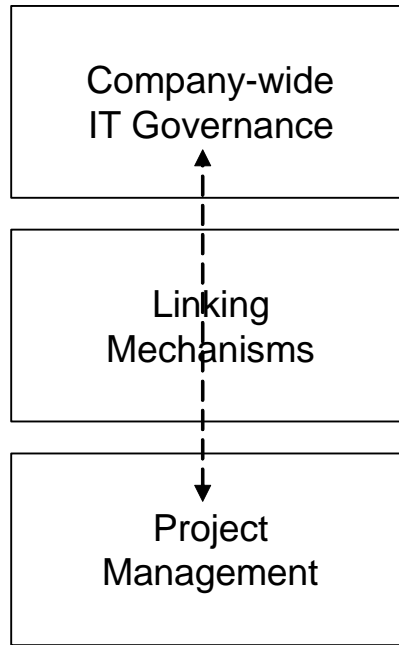 Company-wide
IT Governance
Linking
Mechanisms
Project
Management